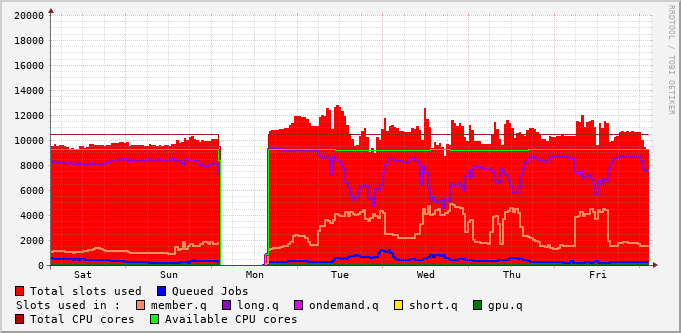 RRDTOOL / TOBI OETIKER
20000
18000
16000
14000
12000
10000
8000
6000
4000
2000
0
Sat Sun Mon Tue Wed Thu Fri
Total slots used Queued Jobs
Slots used in : member.q long.q ondemand.q short.q gpu.q
Total CPU cores Available CPU cores